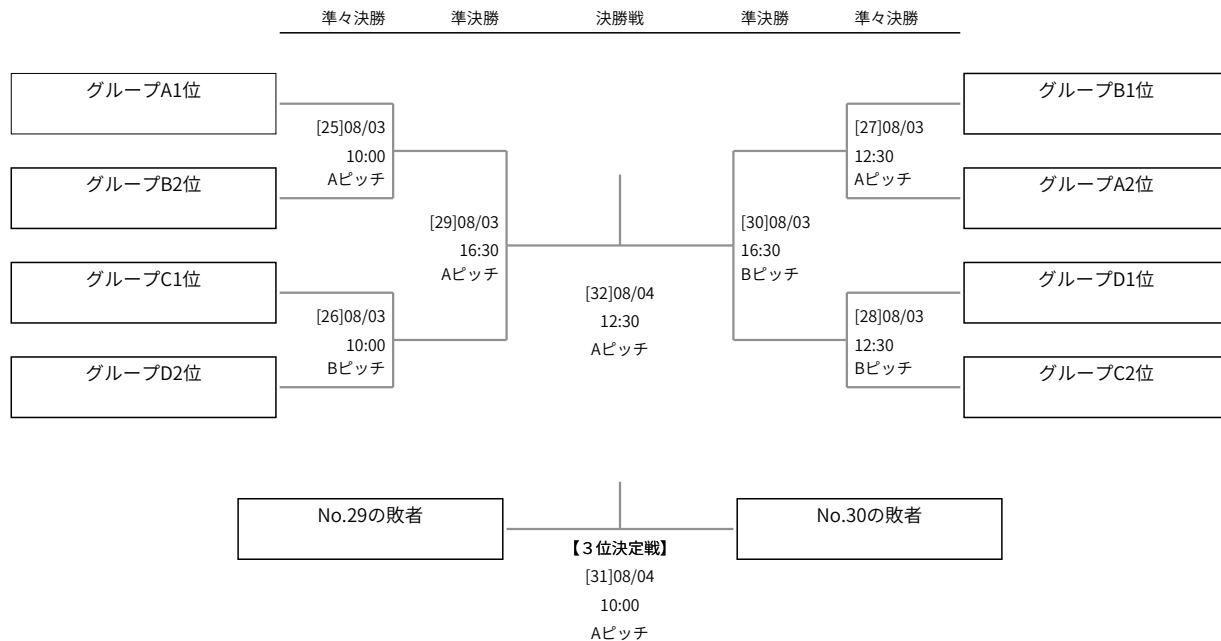 準々決勝 準決勝 決勝戦 準決勝 準々決勝
グループA1位
[25]08/03
10:00
Aピッチ
グループB2位
[29]08/03
16:30
Aピッチ
グループC1位
[26]08/03
10:00
Bピッチ
グループD2位
[32]08/04
12:30
Aピッチ
グループB1位
[27]08/03
12:30
Aピッチ
グループA2位
[30]08/03
16:30
Bピッチ
グループD1位
[28]08/03
12:30
Bピッチ
グループC2位
No.29の敗者
No.30の敗者
【３位決定戦】
[31]08/04
10:00
Aピッチ